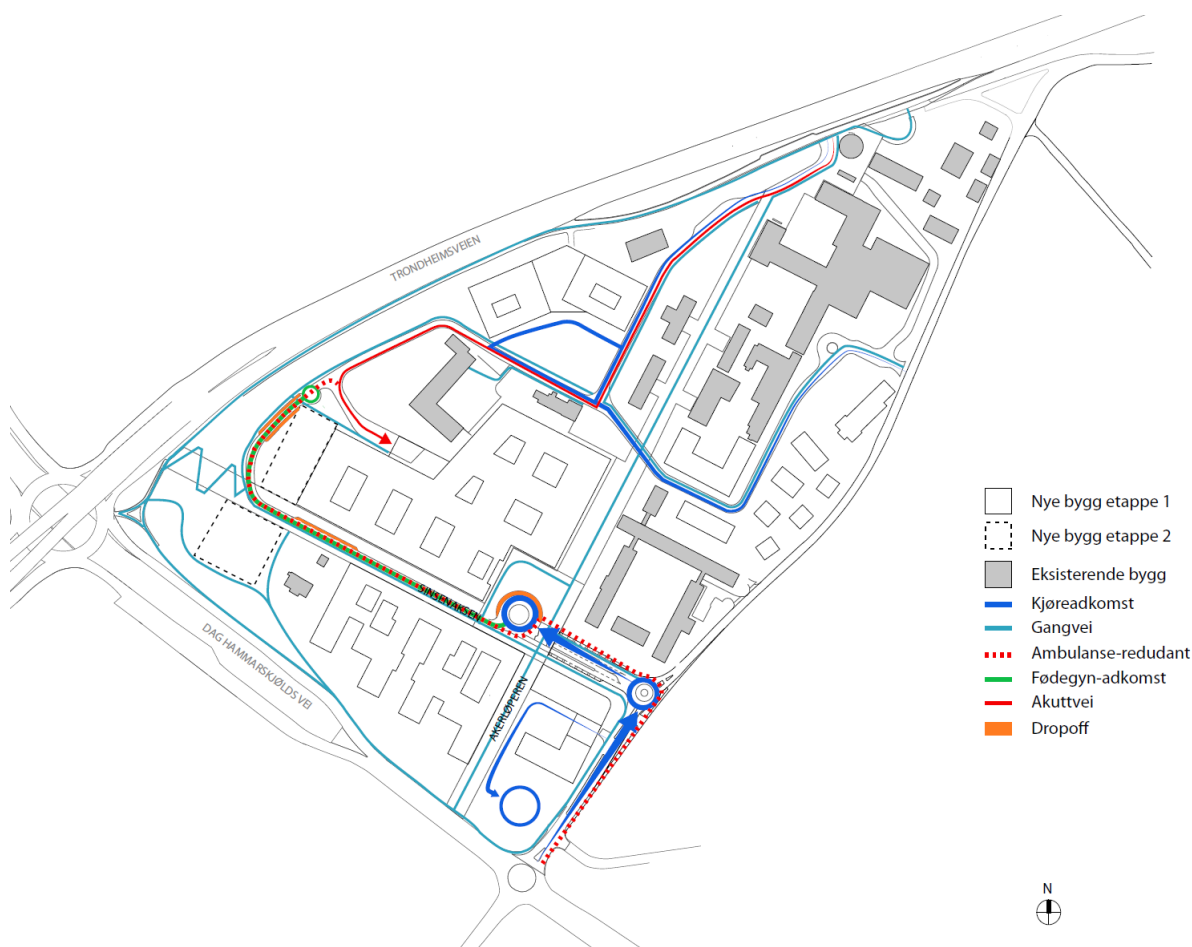 TRONDHEIMSVEIEN
SINSENAKSEN
DAG HAMMARSKJØLDS VEI
AKERLØPEREN
Nye bygg etappe 1
Nye bygg etappe 2
Eksisterende bygg
Kjøreadkomst
Gangvei
Ambulanse-redudant
Fødegyn-adkomst
Akuttvei
Dropoff
N